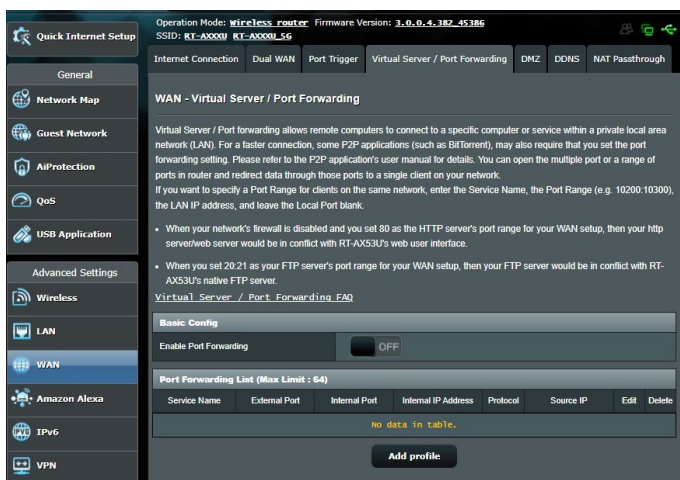 Quick Internet Setup
General
Network Map
Guest Network
AiProtection
QoS
USB Application
Advanced Settings
Wireless
LAN
WAN
Amazon Alexa
IPv6
VPN
Operation Mode: Wireless router Firmware Version: 3.0.0.4.382_45386
SSID: RT-AXXXU RT-AXXXU_5G
Internet Connection Dual WAN Port Trigger Virtual Server / Port Forwarding DMZ DDNS NAT Passthrough
WAN - Virtual Server / Port Forwarding
Virtual Server / Port forwarding allows remote computers to connect to a specific computer or service within a private local area
network (LAN). For a faster connection, some P2P applications (such as BitTorrent), may also require that you set the port
forwarding setting. Please refer to the P2P application's user manual for details. You can open the multiple port or a range of
ports in router and redirect data through those ports to a single client on your network.
If you want to specify a Port Range for clients on the same network, enter the Service Name, the Port Range (e.g. 10200:10300),
the LAN IP address, and leave the Local Port blank.
• When your network's firewall is disabled and you set 80 as the HTTP server's port range for your WAN setup, then your http
server/web server would be in conflict with RT-AX53U's web user interface.
• When you set 20:21 as your FTP server's port range for your WAN setup, then your FTP server would be in conflict with RT-
AX53U's native FTP server.
Virtual Server / Port Forwarding FAQ
Basic Config
Enable Port Forwarding OFF
Port Forwarding List (Max Limit : 64)
Service Name External Port Internal Port Internal IP Address Protocol Source IP Edit Delete
No data in table.
Add profile